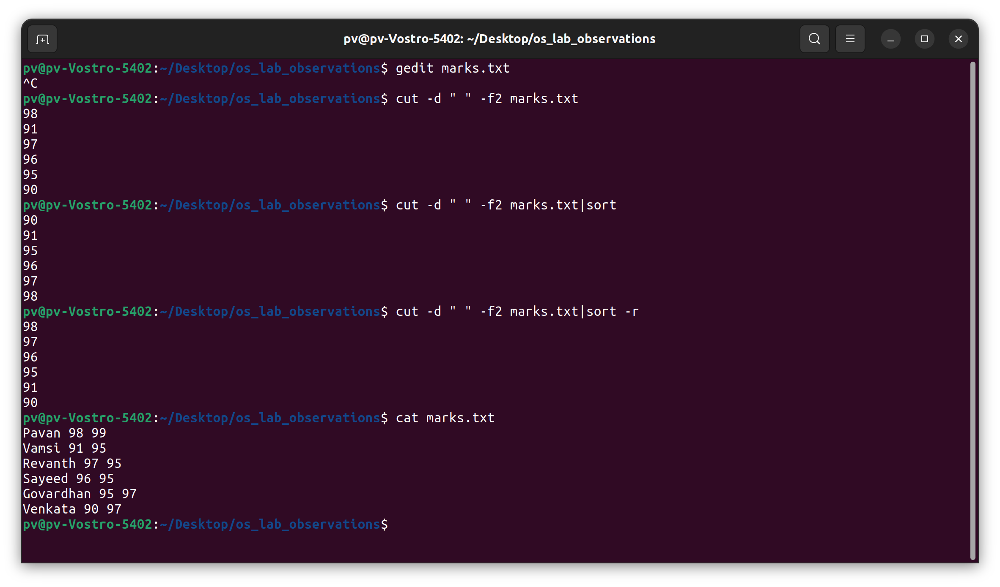 pv@pv-Vostro-5402: ~/Desktop/os_lab_observations
pv@pv-Vostro-5402:~/Desktop/os_lab_observations$ gedit marks.txt
^C
pv@pv-Vostro-5402:~/Desktop/os_lab_observations$ cut -d " " -f2 marks.txt
98
91
97
96
95
90
pv@pv-Vostro-5402:~/Desktop/os_lab_observations$ cut -d " " -f2 marks.txt|sort
90
91
95
96
97
98
pv@pv-Vostro-5402:~/Desktop/os_lab_observations$ cut -d " " -f2 marks.txt|sort -r
98
97
96
95
91
90
pv@pv-Vostro-5402:~/Desktop/os_lab_observations$ cat marks.txt
Pavan 98 99
Vamsi 91 95
Revanth 97 95
Sayeed 96 95
Govardhan 95 97
Venkata 90 97
pv@pv-Vostro-5402:~/Desktop/os_lab_observations$